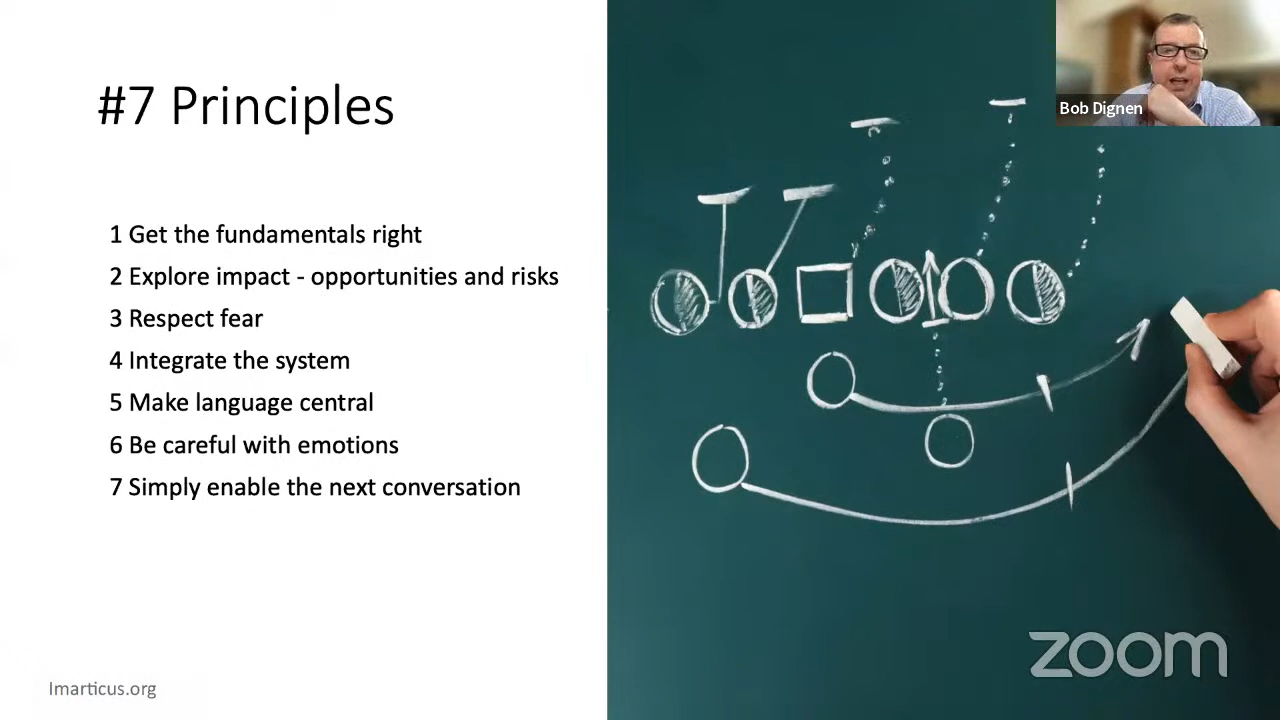 #7 Principles
1 Get the fundamentals right
2 Explore impact - opportunities and risks
3 Respect fear
4 Integrate the system
5 Make language central
6 Be careful with emotions
7 Simply enable the next conversation
Imarticus.org
Bob Dignen
zoom